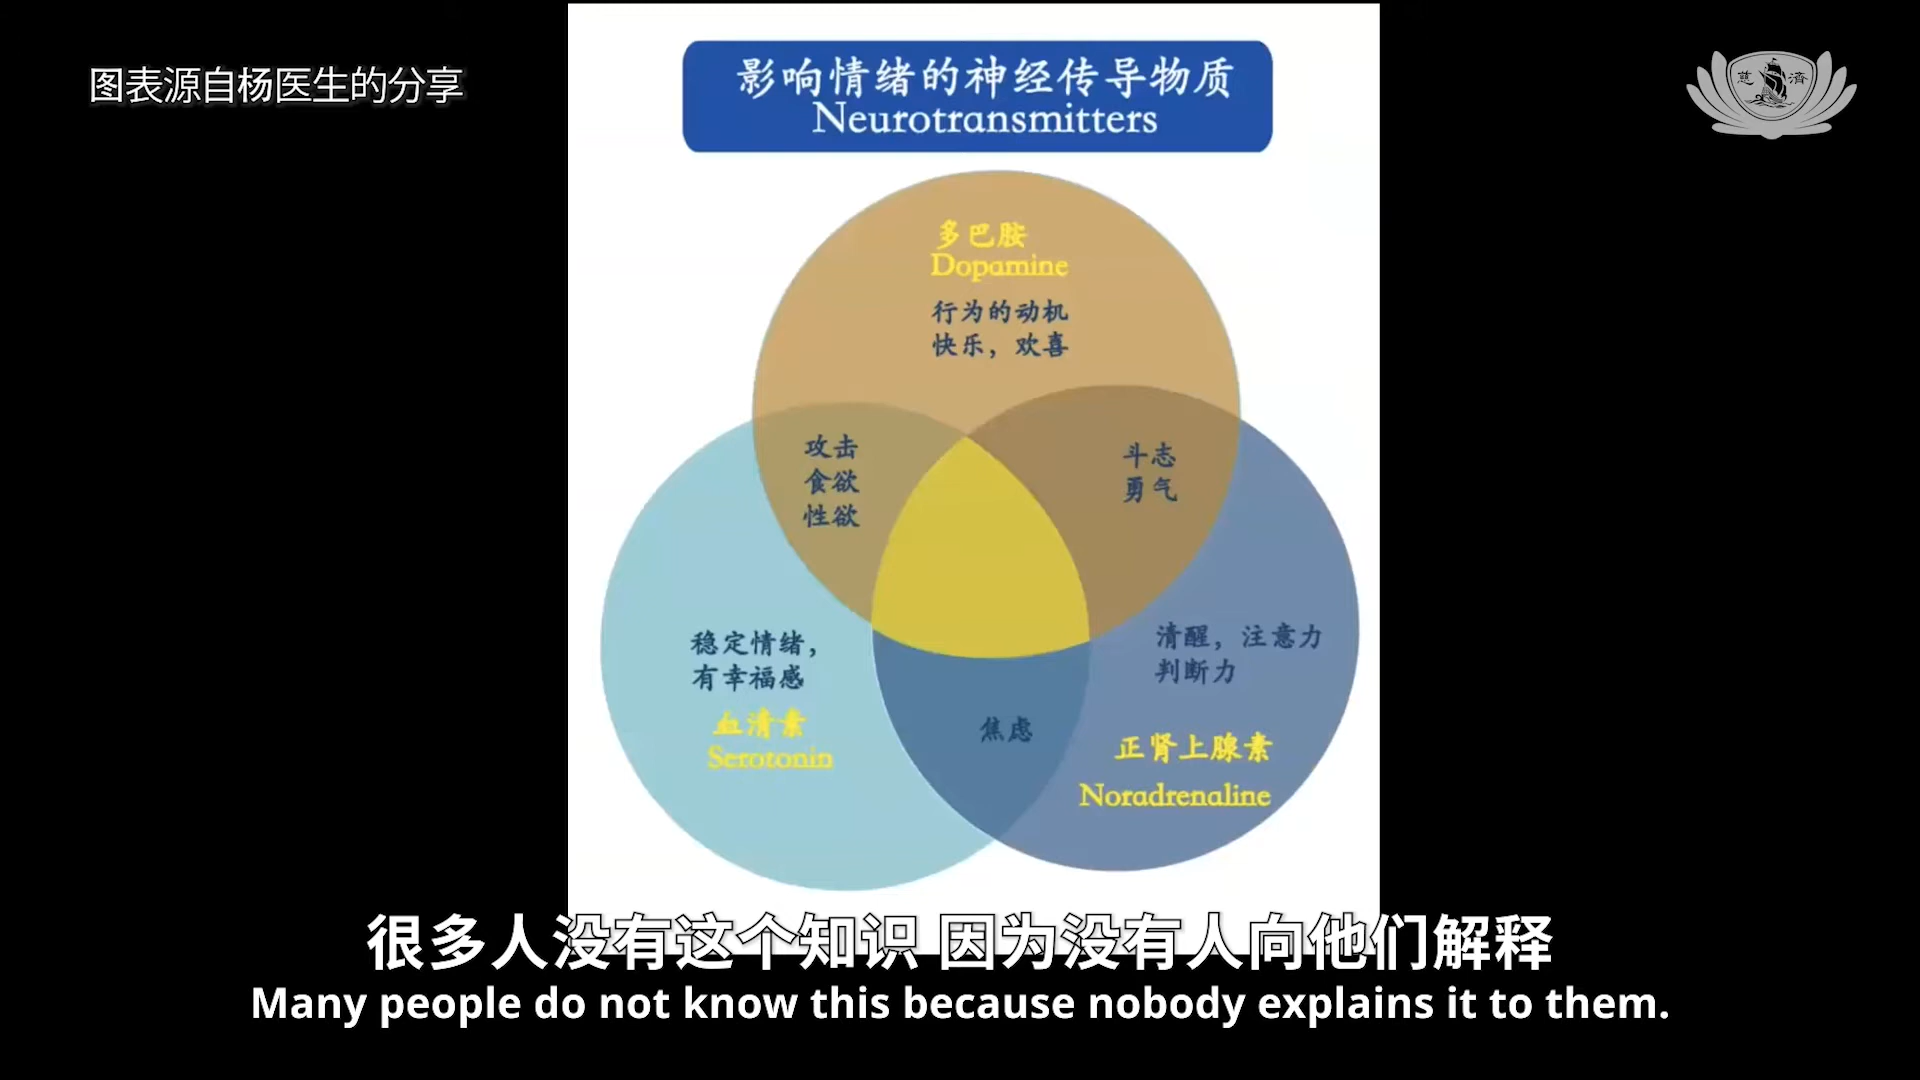 图表源自杨医生的分享
慈 濟
影响情绪的神经传导物质
Neurotransmitters
多巴胺
Dopamine
行为的动机
快乐，欢喜
攻击
食欲
性欲
斗志
勇气
稳定情绪，
有幸福感
血清素
Serotonin
清醒，注意力
判断力
焦虑
正肾上腺素
Noradrenaline
很多人没有这个知识 因为没有人向他们解释
Many people do not know this because nobody explains it to them.